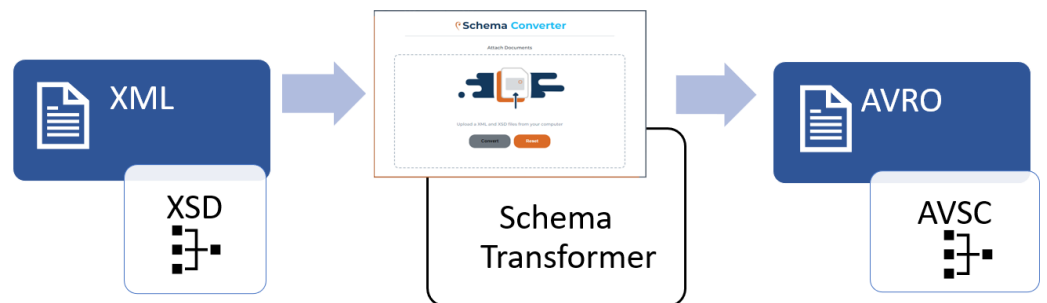 Schema Converter
Attach Documents
XML
AVRO
Upload a XML and XSD files from your computer
Convert
Reset
XSD
Schema
Transformer
AVSC